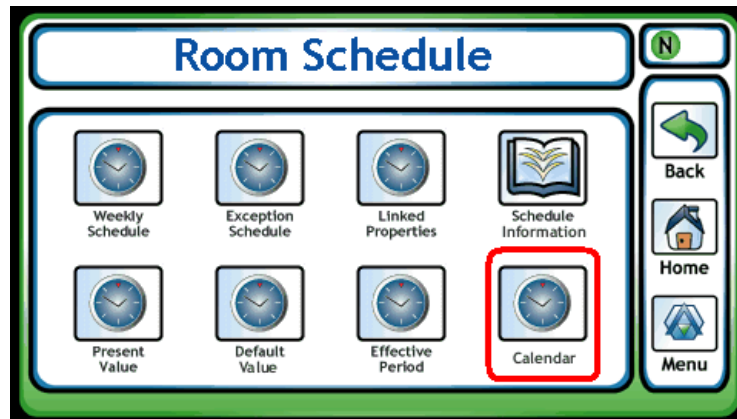 Room Schedule
N
Weekly
Schedule
Exception
Schedule
Linked
Properties
Schedule
Information
Present
Value
Default
Value
Effective
Period
Calendar
Back
Home
Menu